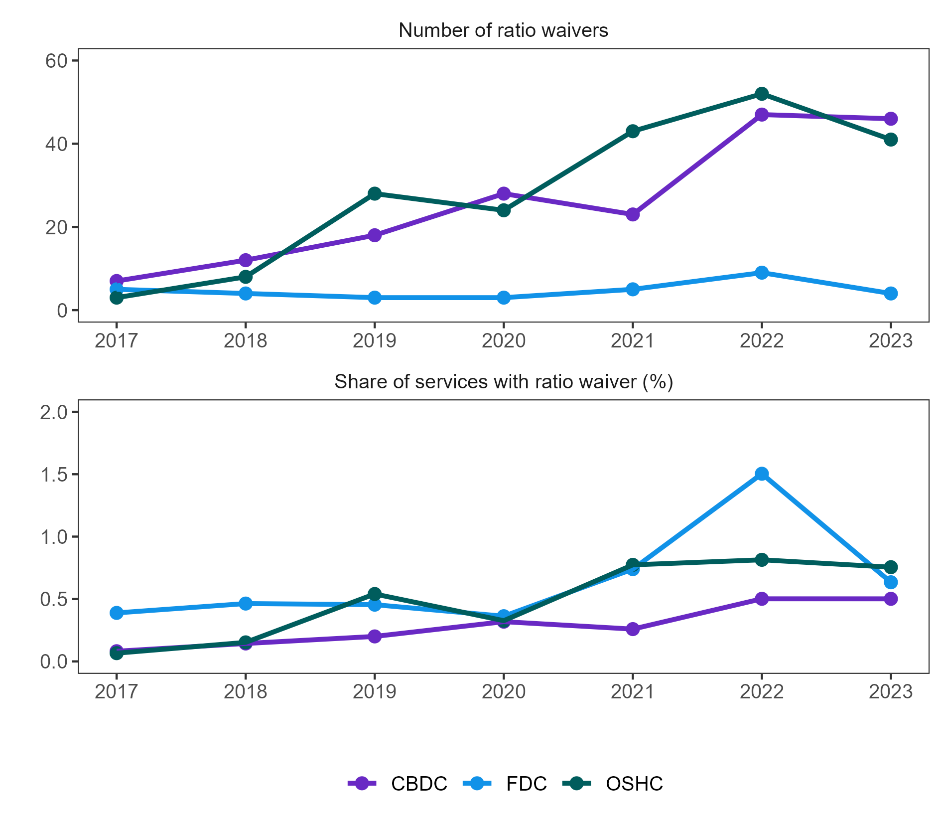 Number of ratio waivers
60
40
20
0
2017 2018 2019 2020 2021 2022 2023
Share of services with ratio waiver (%)
2.0
1.5
1.0
0.5
0.0
2017 2018 2019 2020 2021 2022 2023
CBDC FDC OSHC